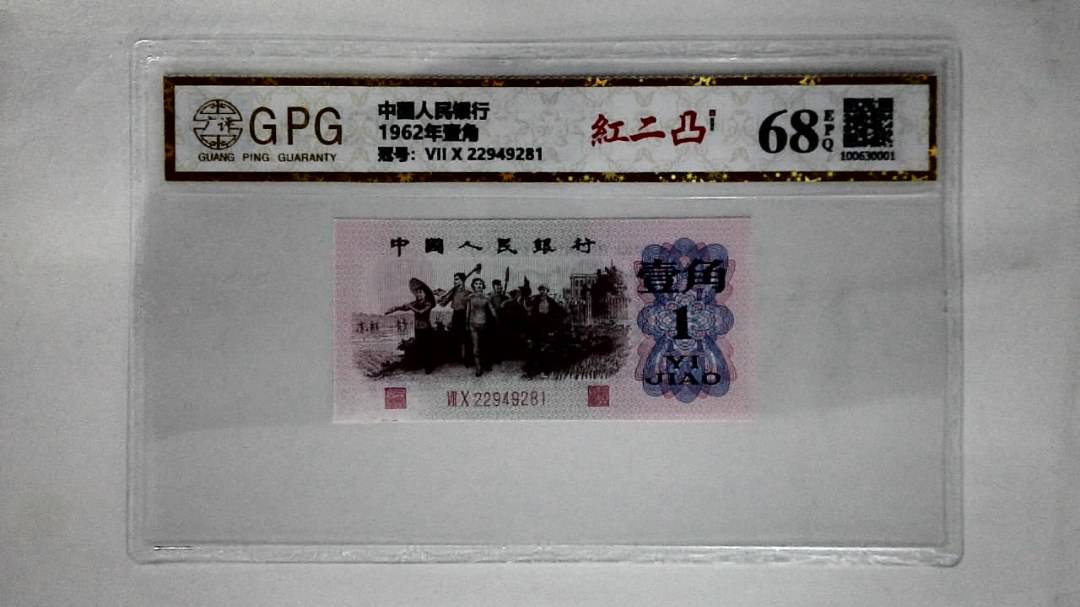 GPG
GUANG PING GUARANTY
中國人民銀行
1962年壹角
冠号: VII X 22949281
紅二凸
68
EPQ
100630001
中國人民銀行
壹角
1
YI
JIAO
VII X 22949281